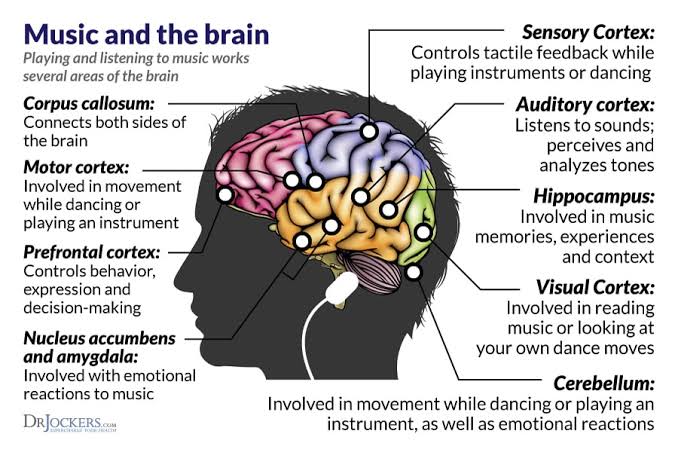 Music and the brain
Playing and listening to music works
several areas of the brain
Corpus callosum:
Connects both sides of
the brain
Motor cortex:
Involved in movement
while dancing or
playing an instrument
Prefrontal cortex:
Controls behavior,
expression and
decision-making
Nucleus accumbens
and amygdala:
Involved with emotional
reactions to music
Sensory Cortex:
Controls tactile feedback while
playing instruments or dancing
Auditory cortex:
Listens to sounds;
perceives and
analyzes tones
Hippocampus:
Involved in music
memories, experiences
and context
Visual Cortex:
Involved in reading
music or looking at
your own dance moves
Cerebellum:
Involved in movement while dancing or playing an
instrument, as well as emotional reactions
DRJOCKERS.COM
SUPERCHARGE YOUR HEALTH